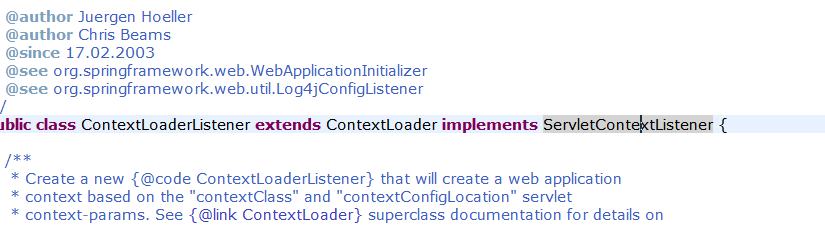 @author Juergen Hoeller
@author Chris Beams
@since 17.02.2003
@see org.springframework.web.WebApplicationInitializer
@see org.springframework.web.util.Log4jConfigListener
/
ublic class ContextLoaderListener extends ContextLoader implements ServletContextListener {
/**
* Create a new {@code ContextLoaderListener} that will create a web application
* context based on the "contextClass" and "contextConfigLocation" servlet
* context-params. See {@link ContextLoader} superclass documentation for details on